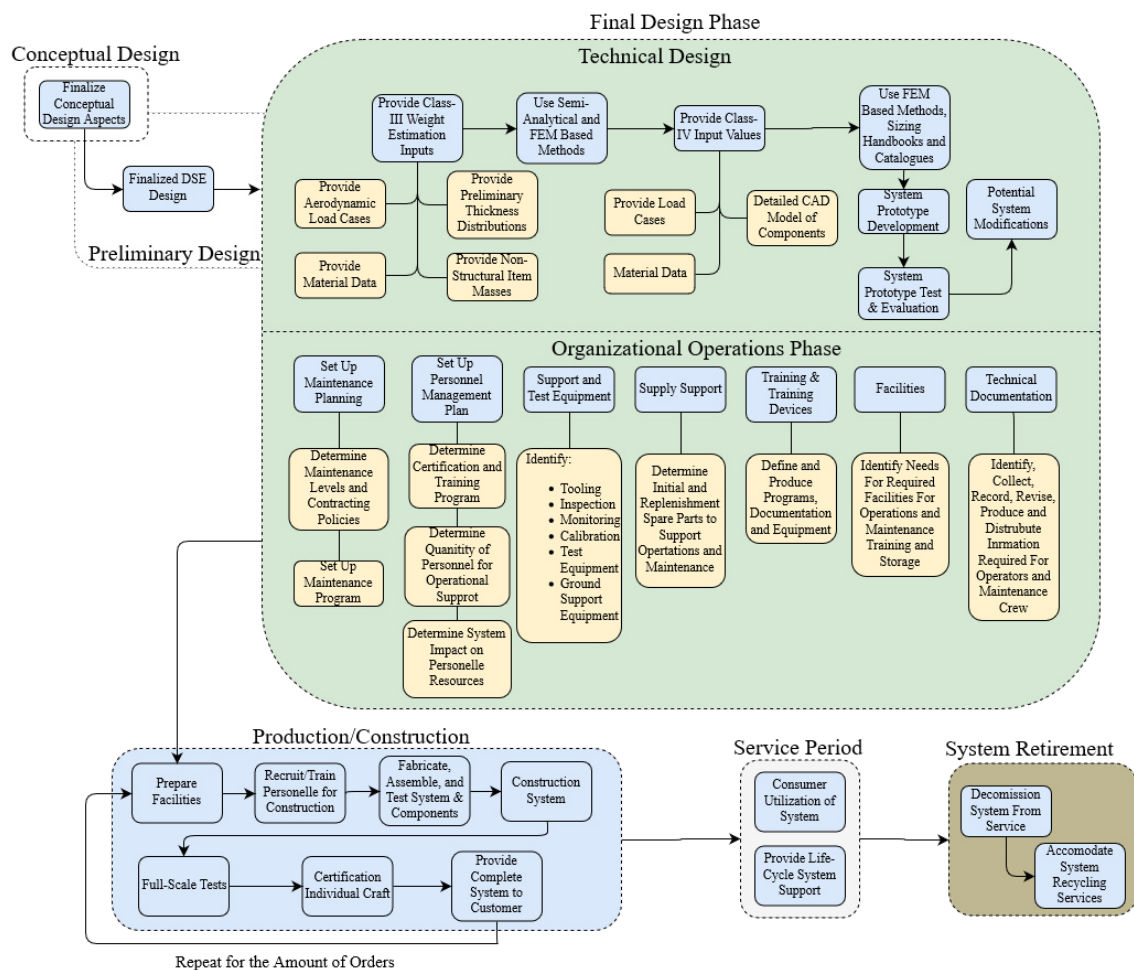 Final Design Phase
Conceptual Design
Finalize
Conceptual
Design Aspects
Finalized DSE
Design
Preliminary Design
Technical Design
Provide Class-
III Weight
Estimation
Inputs
Use Semi-
Analytical and
FEM Based
Methods
Provide Class-
IV Input Values
Use FEM
Based Methods,
Sizing
Handbooks and
Catalogues
Provide
Aerodynamic
Load Cases
Provide
Preliminary
Thickness
Distributions
Provide
Material Data
Provide Non-
Structural Item
Masses
Provide Load
Cases
Detailed CAD
Model of
Components
Material Data
System
Prototype
Development
Potential
System
Modifications
System
Prototype Test
& Evaluation
Organizational Operations Phase
Set Up
Maintenance
Planning
Determine
Maintenance
Levels and
Contracting
Policies
Set Up
Maintenance
Program
Set Up
Personnel
Management
Plan
Determine
Certification and
Training
Program
Determine
Quanitity of
Personnel for
Operational
Supprot
Determine System
Impact on
Personelle
Resources
Support and
Test Equipment
Identify:
• Tooling
• Inspection
• Monitoring
• Calibration
• Test
Equipment
• Ground
Support
Equipment
Supply Support
Determine
Initial and
Replenishment
Spare Parts to
Support
Opertations and
Maintenance
Training &
Training
Devices
Define and
Produce
Programs,
Documentation
and Equipment
Facilities
Identify Needs
For Required
Facilities For
Operations and
Maintenance
Training and
Storage
Technical
Documentation
Identify,
Collect,
Record, Revise,
Produce and
Distrubute
Inrmation
Required For
Operators and
Maintenance
Crew
Production/Construction
Prepare
Facilities
Recruit/Train
Personelle for
Construction
Fabricate,
Assemble, and
Test System &
Components
Construction
System
Full-Scale Tests
Certification
Individual Craft
Provide
Complete
System to
Customer
Repeat for the Amount of Orders
Service Period
Consumer
Utilization of
System
Provide Life-
Cycle System
Support
System Retirement
Decomission
System From
Service
Accomodate
System
Recycling
Services